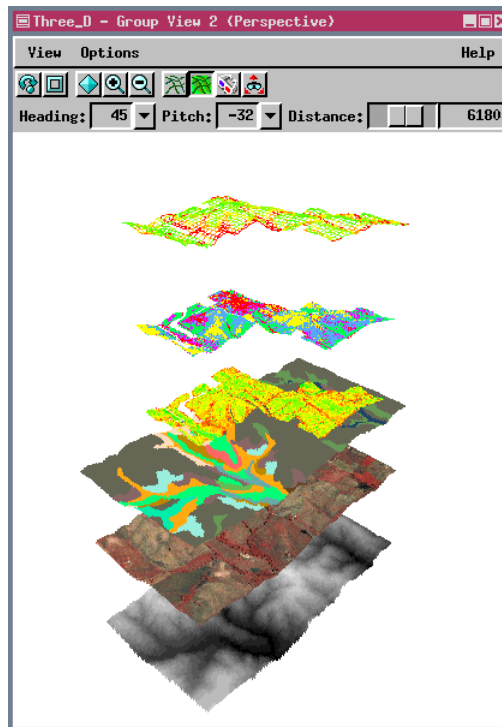 Three_D - Group View 2 (Perspective)
View Options Help
Heading: 45 Pitch: -32 Distance: 6180